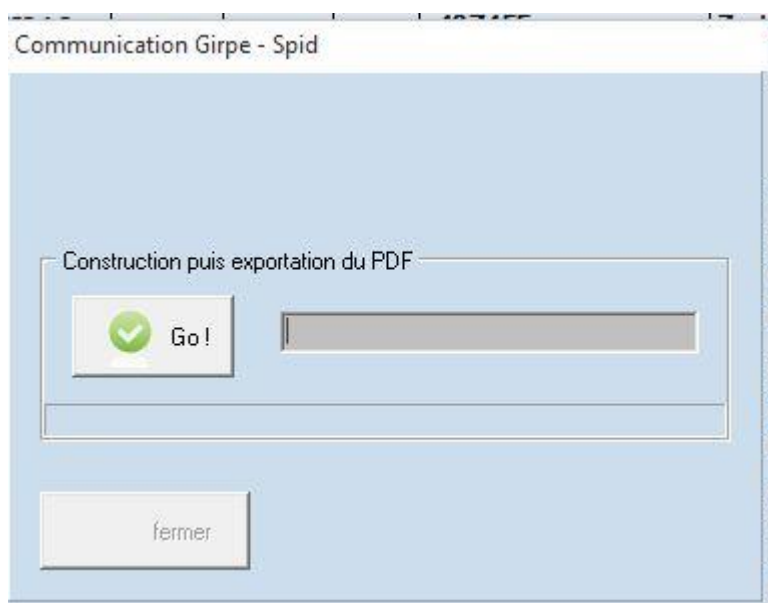 Communication Girpe - Spid
Construction puis exportation du PDF
Go !
fermer